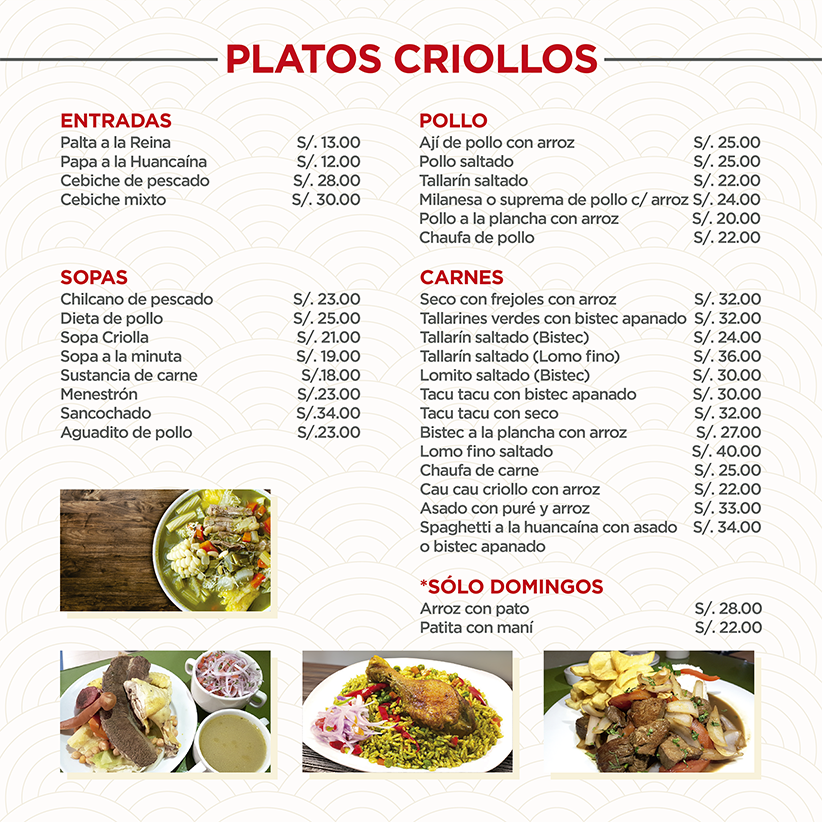 PLATOS CRIOLLOS
ENTRADAS
Palta a la Reina S/. 13.00
Papa a la Huancaína S/. 12.00
Cebiche de pescado S/. 28.00
Cebiche mixto S/. 30.00
SOPAS
Chilcano de pescado S/. 23.00
Dieta de pollo S/. 25.00
Sopa Criolla S/. 21.00
Sopa a la minuta S/. 19.00
Sustancia de carne S/.18.00
Menestrón S/.23.00
Sancochado S/.34.00
Aguadito de pollo S/.23.00
POLLO
Ají de pollo con arroz S/. 25.00
Pollo saltado S/. 25.00
Tallarín saltado S/. 22.00
Milanesa o suprema de pollo c/ arroz S/. 24.00
Pollo a la plancha con arroz S/. 20.00
Chaufa de pollo S/. 22.00
CARNES
Seco con frejoles con arroz S/. 32.00
Tallarines verdes con bistec apanado S/. 32.00
Tallarín saltado (Bistec) S/. 24.00
Tallarín saltado (Lomo fino) S/. 36.00
Lomito saltado (Bistec) S/. 30.00
Tacu tacu con bistec apanado S/. 30.00
Tacu tacu con seco S/. 32.00
Bistec a la plancha con arroz S/. 27.00
Lomo fino saltado S/. 40.00
Chaufa de carne S/. 25.00
Cau cau criollo con arroz S/. 22.00
Asado con puré y arroz S/. 33.00
Spaghetti a la huancaína con asado S/. 34.00
o bistec apanado
*SÓLO DOMINGOS
Arroz con pato S/. 28.00
Patita con maní S/. 22.00